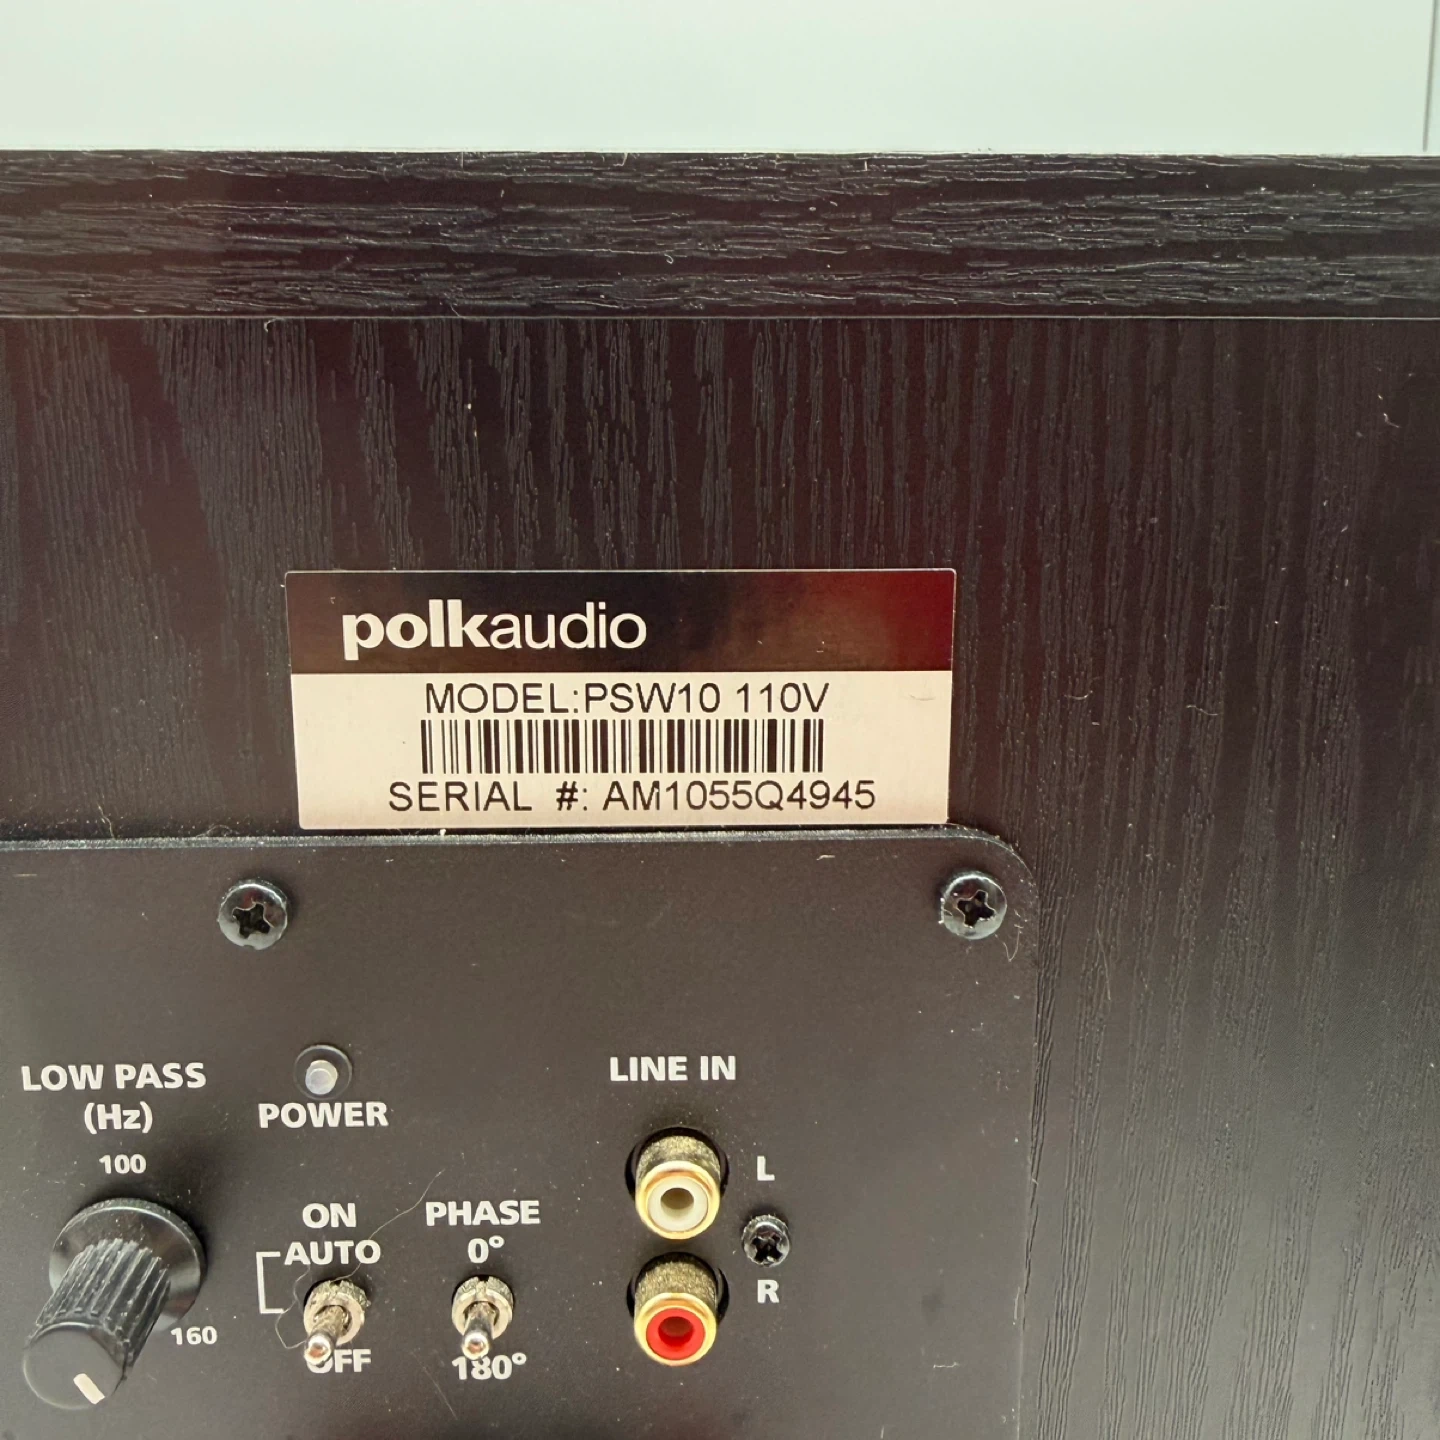 polkaudio
MODEL:PSW10 110V
SERIAL #: AM1055Q4945
LOW PASS
(Hz)
100
160
POWER
ON
AUTO
OFF
PHASE
0°
180°
LINE IN
L
R